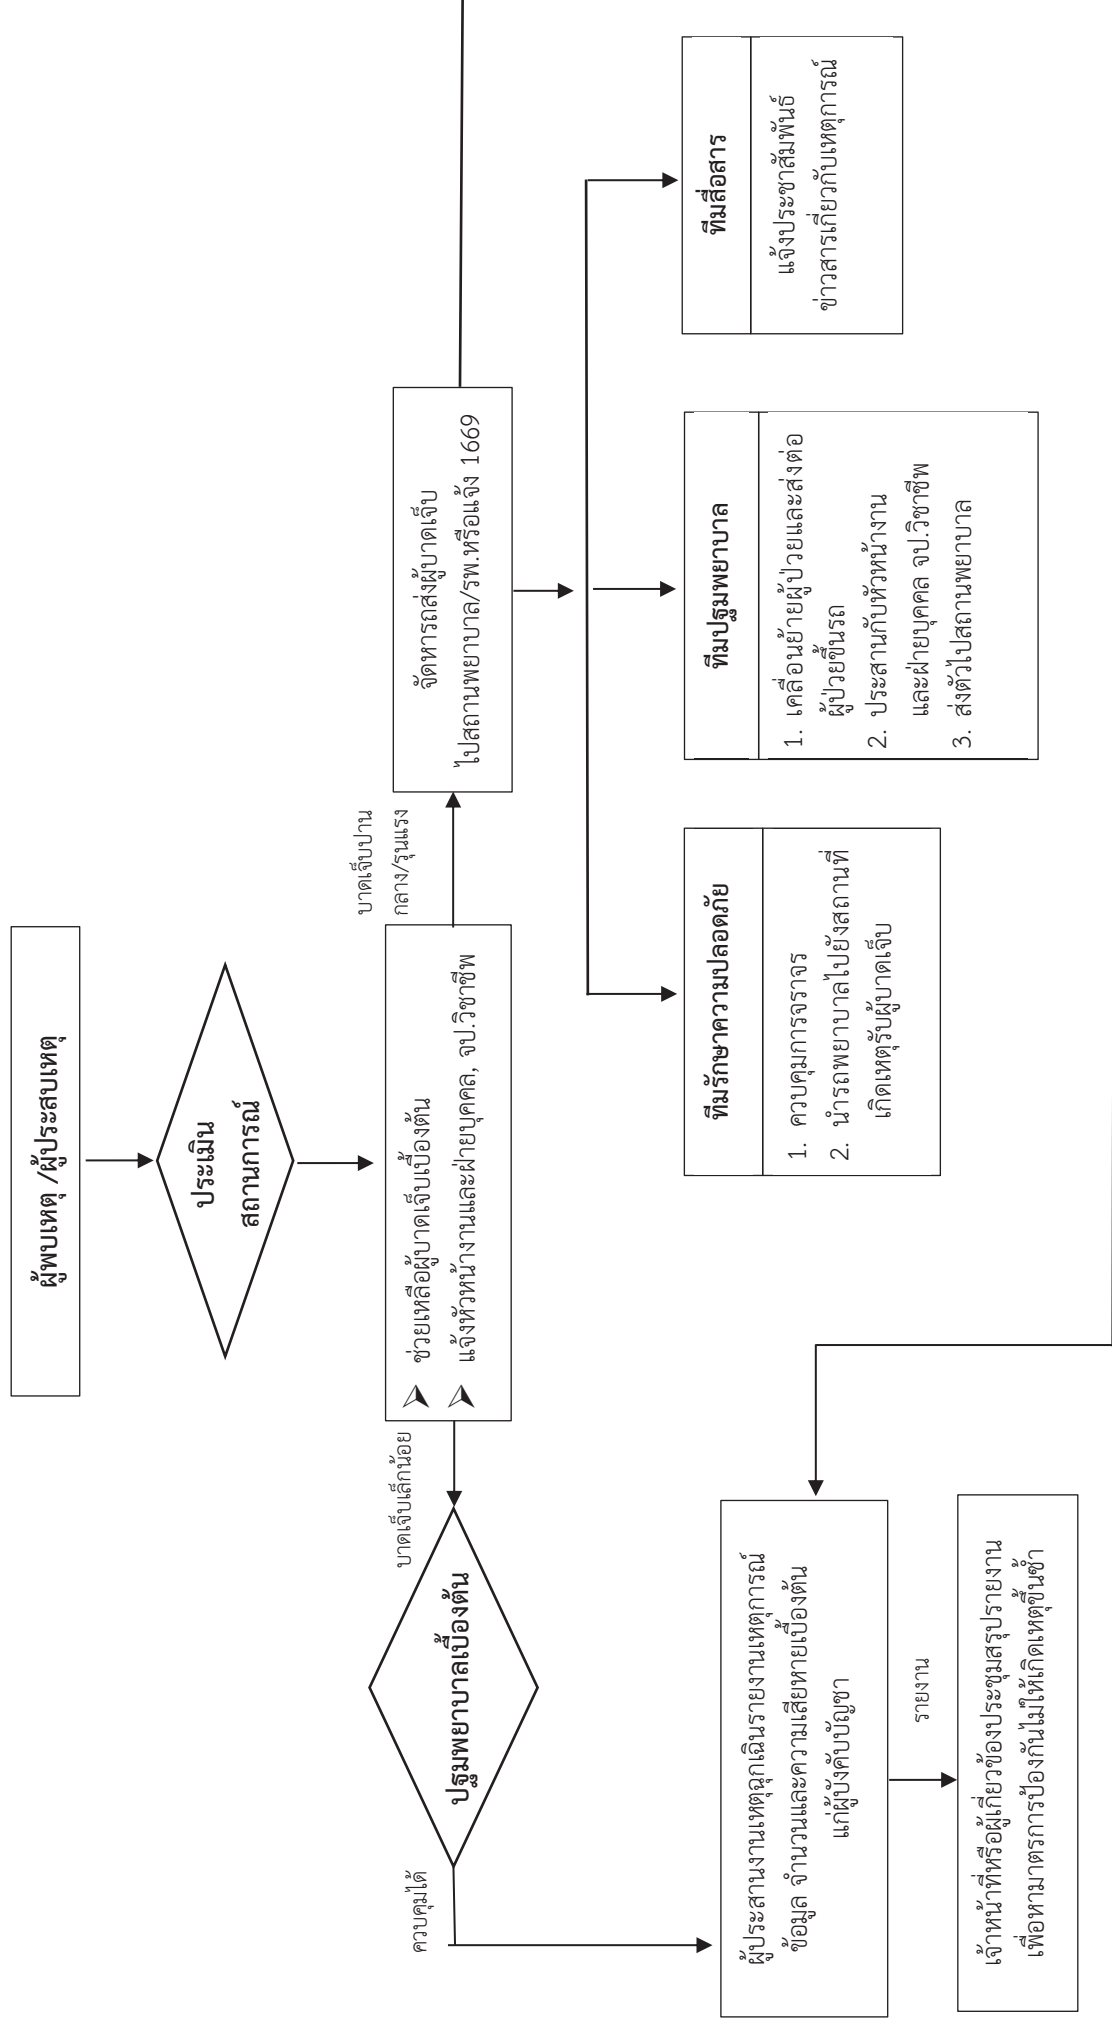 ผู้พบเหตุ /ผู้ประสบเหตุ
ประเมิน
สถานการณ์
➢ ช่วยเหลือผู้บาดเจ็บเบื้องต้น
➢ แจ้งหัวหน้างานและฝ่ายบุคคล, จป.วิชาชีพ
บาดเจ็บเล็กน้อย
บาดเจ็บปาน
กลาง/รุนแรง
ปฐมพยาบาลเบื้องต้น
จัดหารถส่งผู้บาดเจ็บ
ไปสถานพยาบาล/รพ.หรือแจ้ง 1669
ควบคุมได้
ผู้ประสานงานเหตุฉุกเฉินรายงานเหตุการณ์
ข้อมูล จำนวนและความเสียหายเบื้องต้น
แก่ผู้บังคับบัญชา
รายงาน
เจ้าหน้าที่หรือผู้เกี่ยวข้องประชุมสรุปรายงาน
เพื่อหามาตรการป้องกันไม่ให้เกิดเหตุขึ้นซ้ำ
ทีมรักษาความปลอดภัย
1. ควบคุมการจราจร
2. นำรถพยาบาลไปยังสถานที่
เกิดเหตุรับผู้บาดเจ็บ
ทีมปฐมพยาบาล
1. เคลื่อนย้ายผู้ป่วยและส่งต่อ
ผู้ป่วยขึ้นรถ
2. ประสานกับหัวหน้างาน
และฝ่ายบุคคล จป.วิชาชีพ
3. ส่งตัวไปสถานพยาบาล
ทีมสื่อสาร
แจ้งประชาสัมพันธ์
ข่าวสารเกี่ยวกับเหตุการณ์